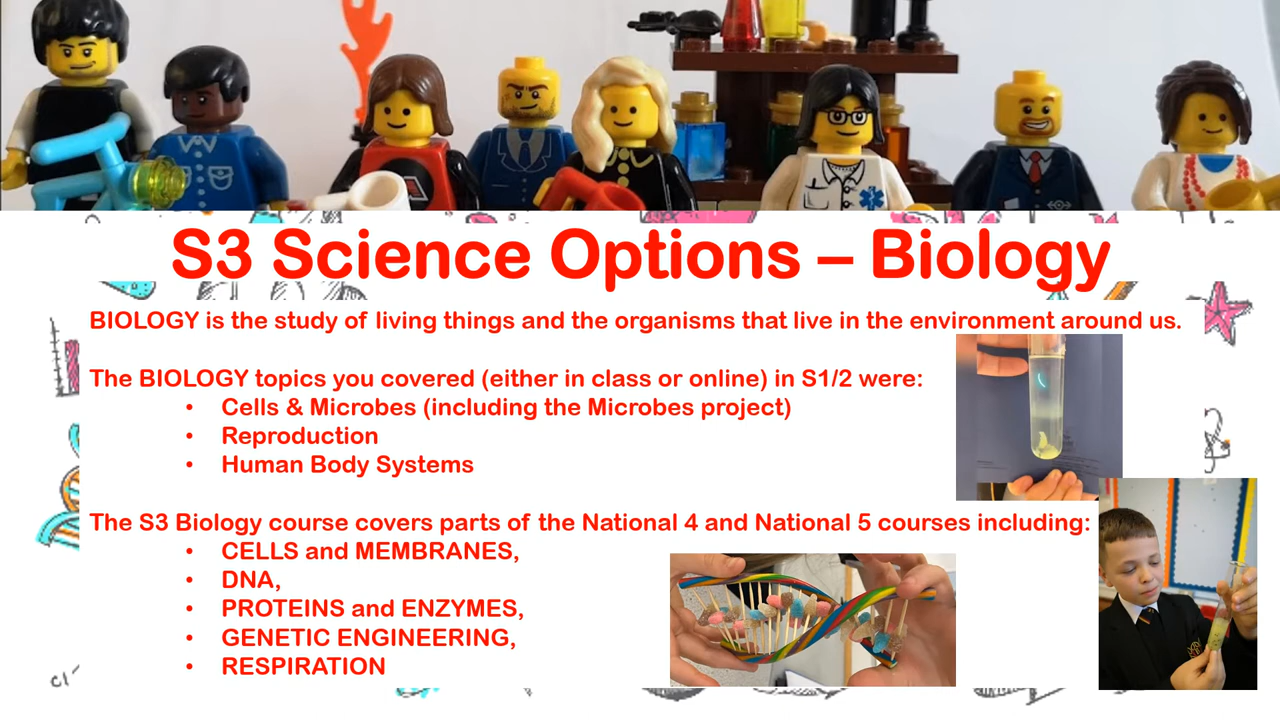 S3 Science Options – Biology
BIOLOGY is the study of living things and the organisms that live in the environment around us.
The BIOLOGY topics you covered (either in class or online) in S1/2 were:
• Cells & Microbes (including the Microbes project)
• Reproduction
• Human Body Systems
The S3 Biology course covers parts of the National 4 and National 5 courses including:
• CELLS and MEMBRANES,
• DNA,
• PROTEINS and ENZYMES,
• GENETIC ENGINEERING,
• RESPIRATION